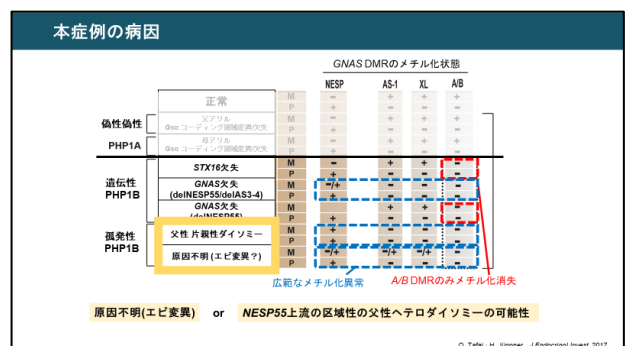 本症例の病因
GNAS DMRのメチル化状態
NESP AS-1 XL A/B
正常 M - + + +
P + - - -
偽性偽性 父アリル M - + + +
Gsα コーディング領域変異/欠失 P + - - -
PHP1A 母アリル M - + + +
Gsα コーディング領域変異/欠失 P + - - -
遺伝性
PHP1B
STX16欠失 M - + + -
P + - - -
GNAS欠失 M -/+ - - -
(delNESP55/delAS3-4) P + - - -
GNAS欠失 M + + -
(delNESP55) P + - - -
孤発性
PHP1B
父性片親性ダイソミー M + - - -
P + - - -
原因不明 (エピ変異?) M -/+ -/+ -/+ -
P + - - -
広範なメチル化異常
A/B DMRのみメチル化消失
原因不明(エピ変異) or NESP55上流の区域性の父性ヘテロダイソミーの可能性
J Endocrinol Invest. 2017